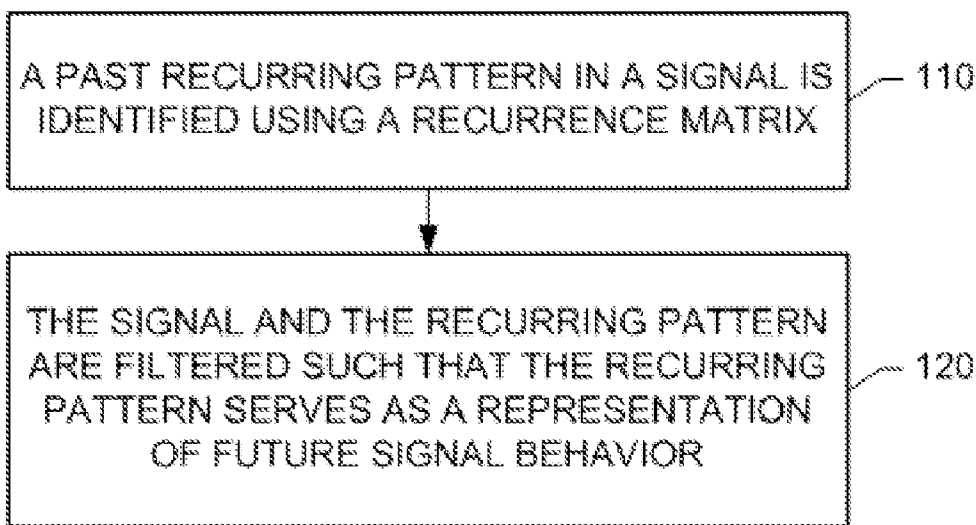 A PAST RECURRING PATTERN IN A SIGNAL IS
IDENTIFIED USING A RECURRENCE MATRIX
110
THE SIGNAL AND THE RECURRING PATTERN
ARE FILTERED SUCH THAT THE RECURRING
PATTERN SERVES AS A REPRESENTATION
OF FUTURE SIGNAL BEHAVIOR
120